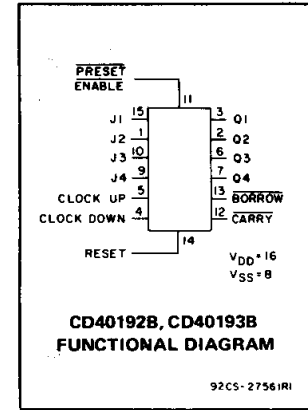 PRESET
ENABLE
11
J1 15 3 Q1
J2 1 2 Q2
J3 10 6 Q3
J4 9 7 Q4
CLOCK UP 5 13 BORROW
CLOCK DOWN 4 12 CARRY
RESET 14
VDD=16
VSS=8
CD40192B, CD40193B
FUNCTIONAL DIAGRAM
92CS-27561R1